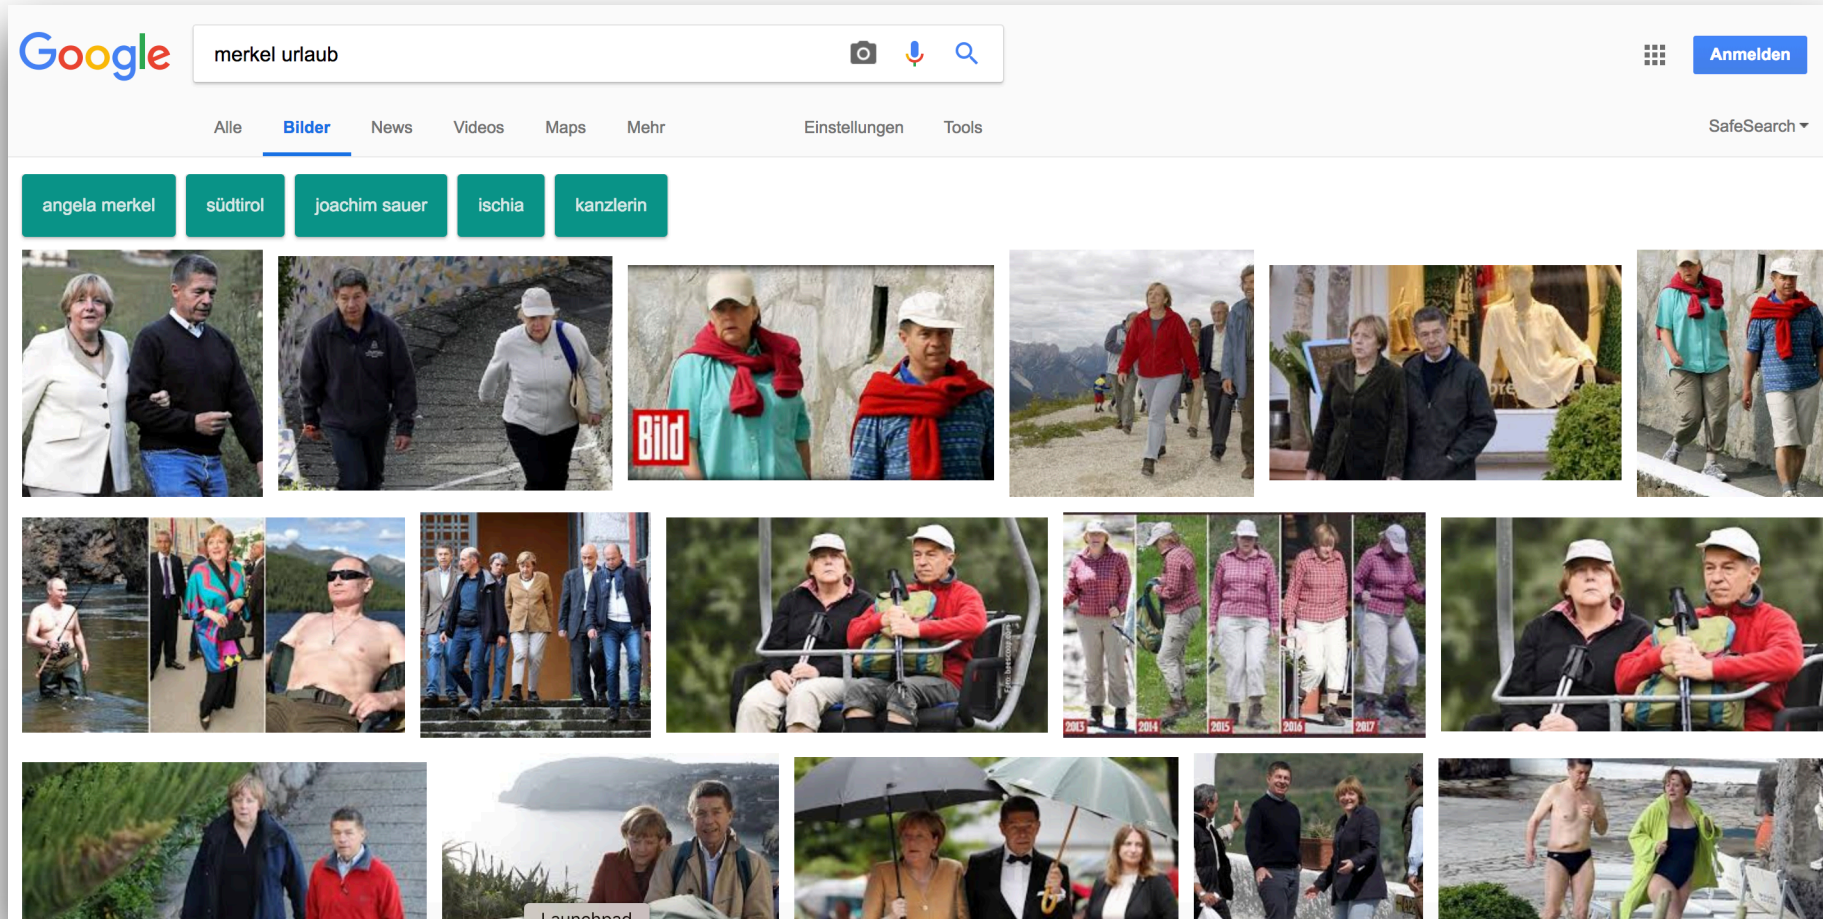 Google
merkel urlaub
Anmelden
Alle Bilder News Videos Maps Mehr Einstellungen Tools SafeSearch
angela merkel südtirol joachim sauer ischia kanzlerin
Bild
2013 2014 2015 2016 2017
Launchpad